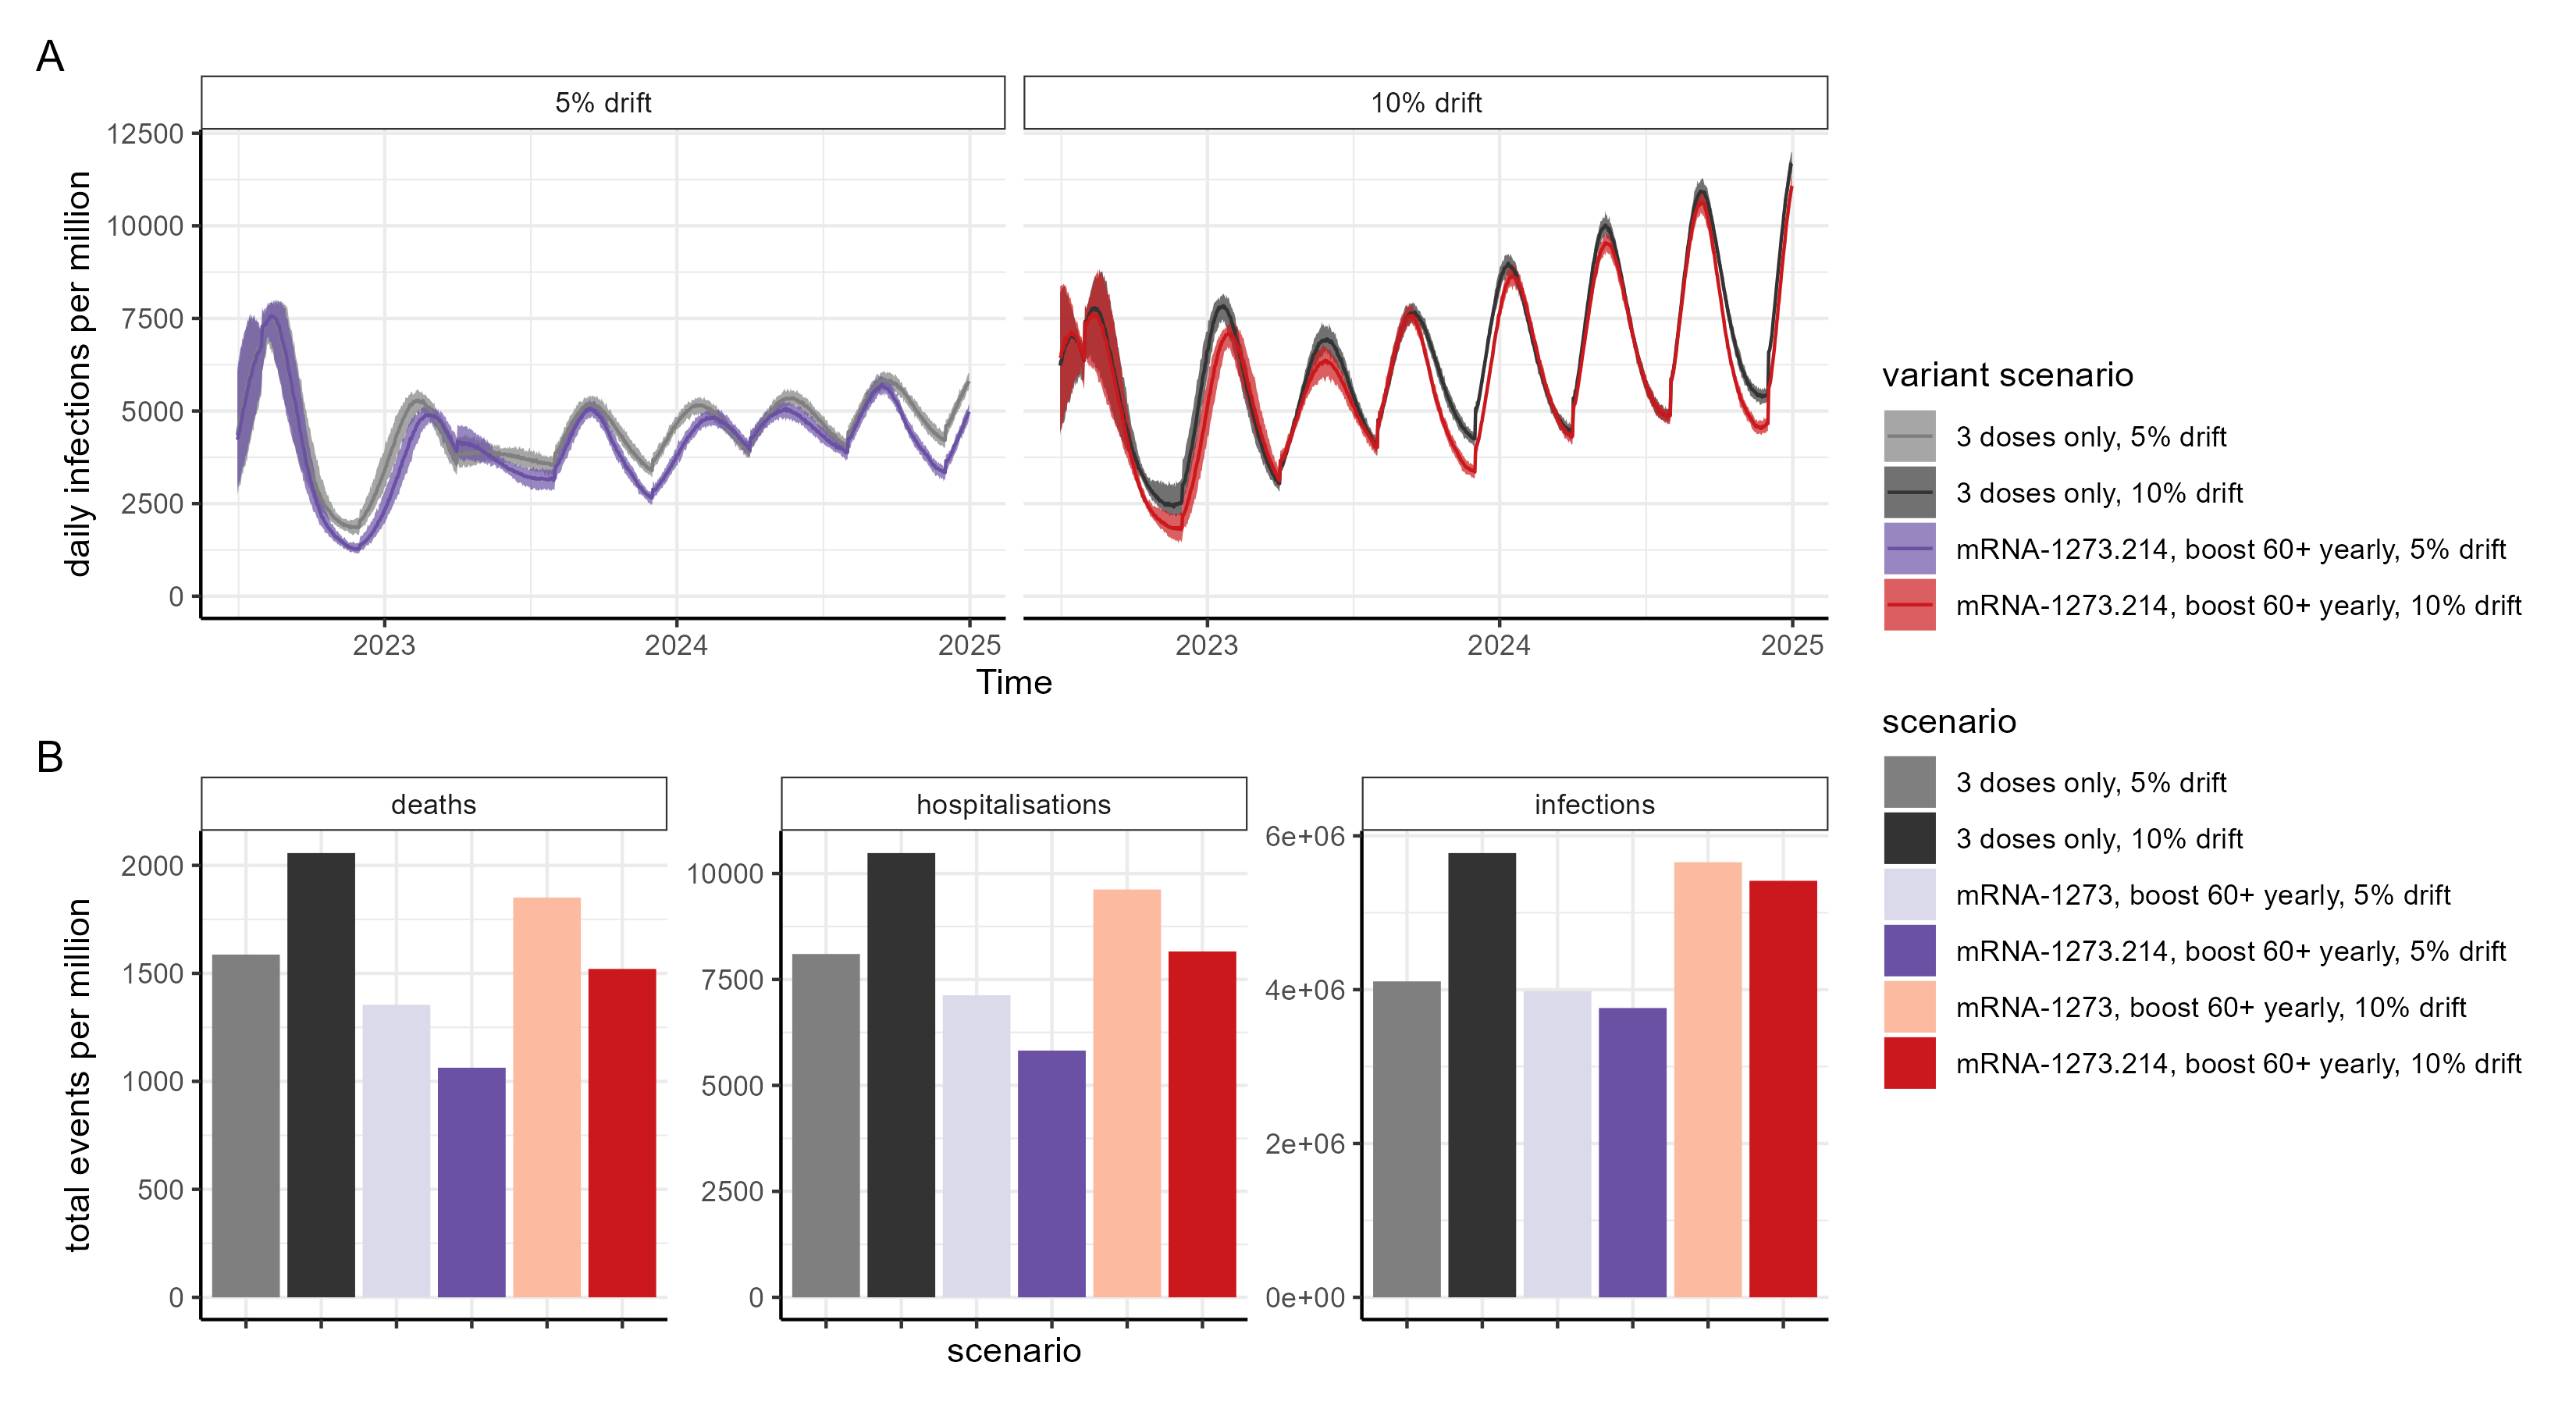 A
5% drift
10% drift
daily infections per million
12500
10000
7500
5000
2500
0
2023
2024
2025
2023
2024
2025
Time
variant scenario
3 doses only, 5% drift
3 doses only, 10% drift
mRNA-1273.214, boost 60+ yearly, 5% drift
mRNA-1273.214, boost 60+ yearly, 10% drift
B
deaths
hospitalisations
infections
total events per million
2000
1500
1000
500
0
10000
7500
5000
2500
0
6e+06
4e+06
2e+06
0e+00
scenario
scenario
3 doses only, 5% drift
3 doses only, 10% drift
mRNA-1273, boost 60+ yearly, 5% drift
mRNA-1273.214, boost 60+ yearly, 5% drift
mRNA-1273, boost 60+ yearly, 10% drift
mRNA-1273.214, boost 60+ yearly, 10% drift